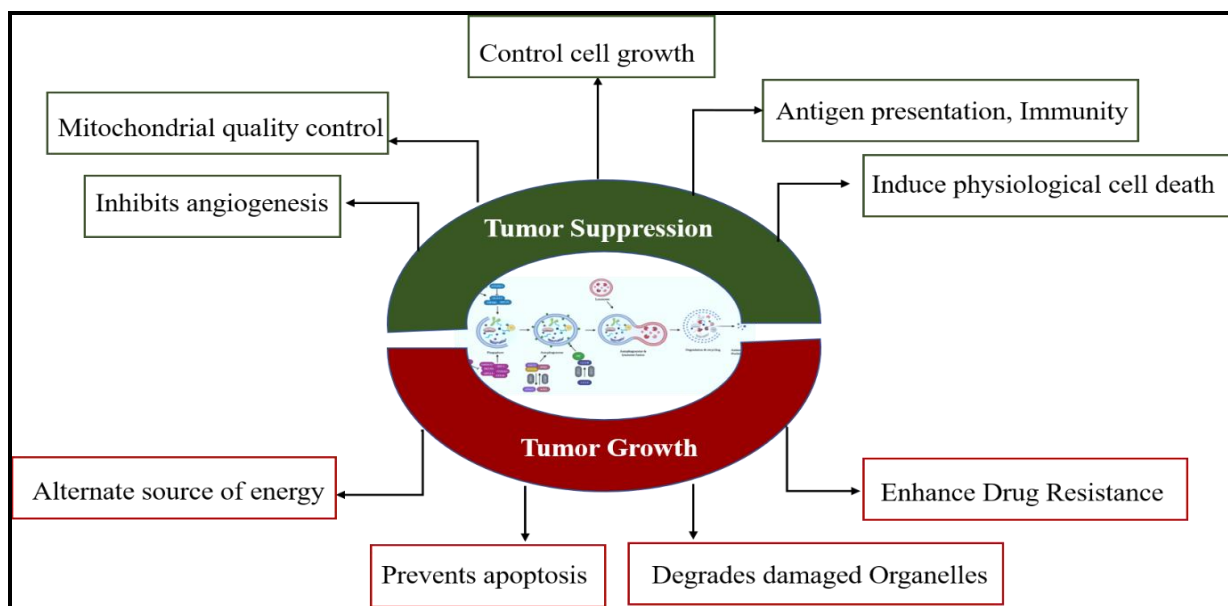 Control cell growth
Mitochondrial quality control
Antigen presentation, Immunity
Inhibits angiogenesis
Induce physiological cell death
Tumor Suppression
Tumor Growth
Alternate source of energy
Enhance Drug Resistance
Prevents apoptosis
Degrades damaged Organelles